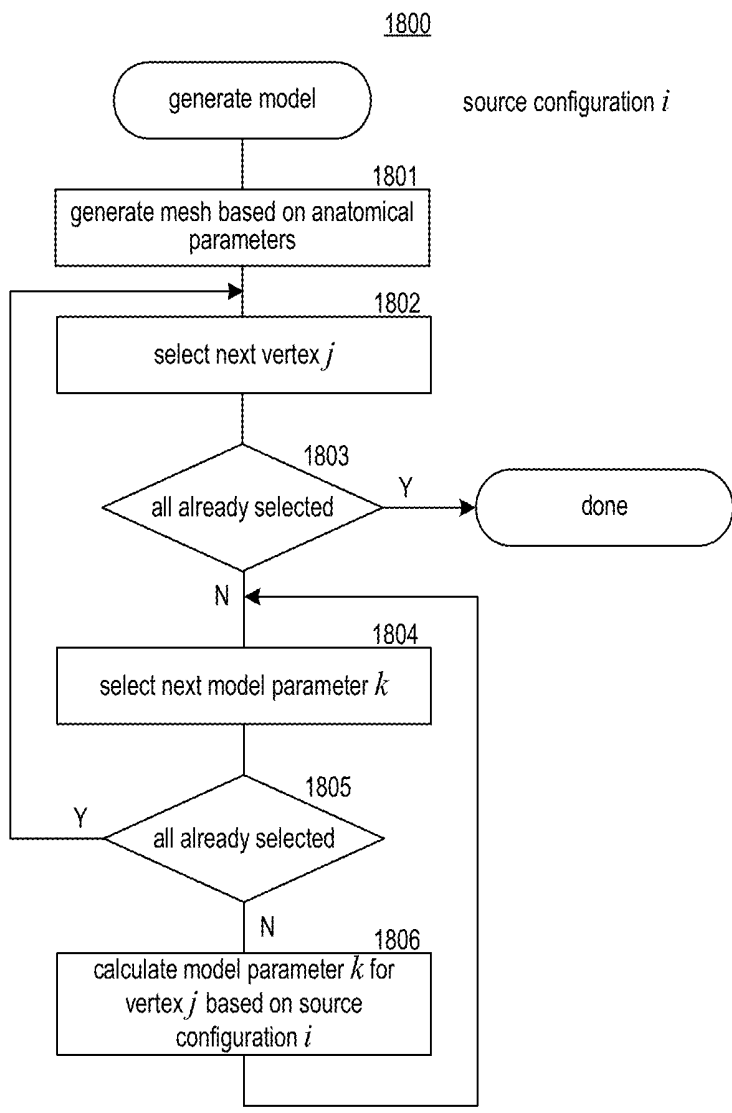 1800
generate model
source configuration i
1801
generate mesh based on anatomical
parameters
1802
select next vertex j
1803
all already selected
Y
done
N
1804
select next model parameter k
1805
Y
all already selected
N
1806
calculate model parameter k for
vertex j based on source
configuration i